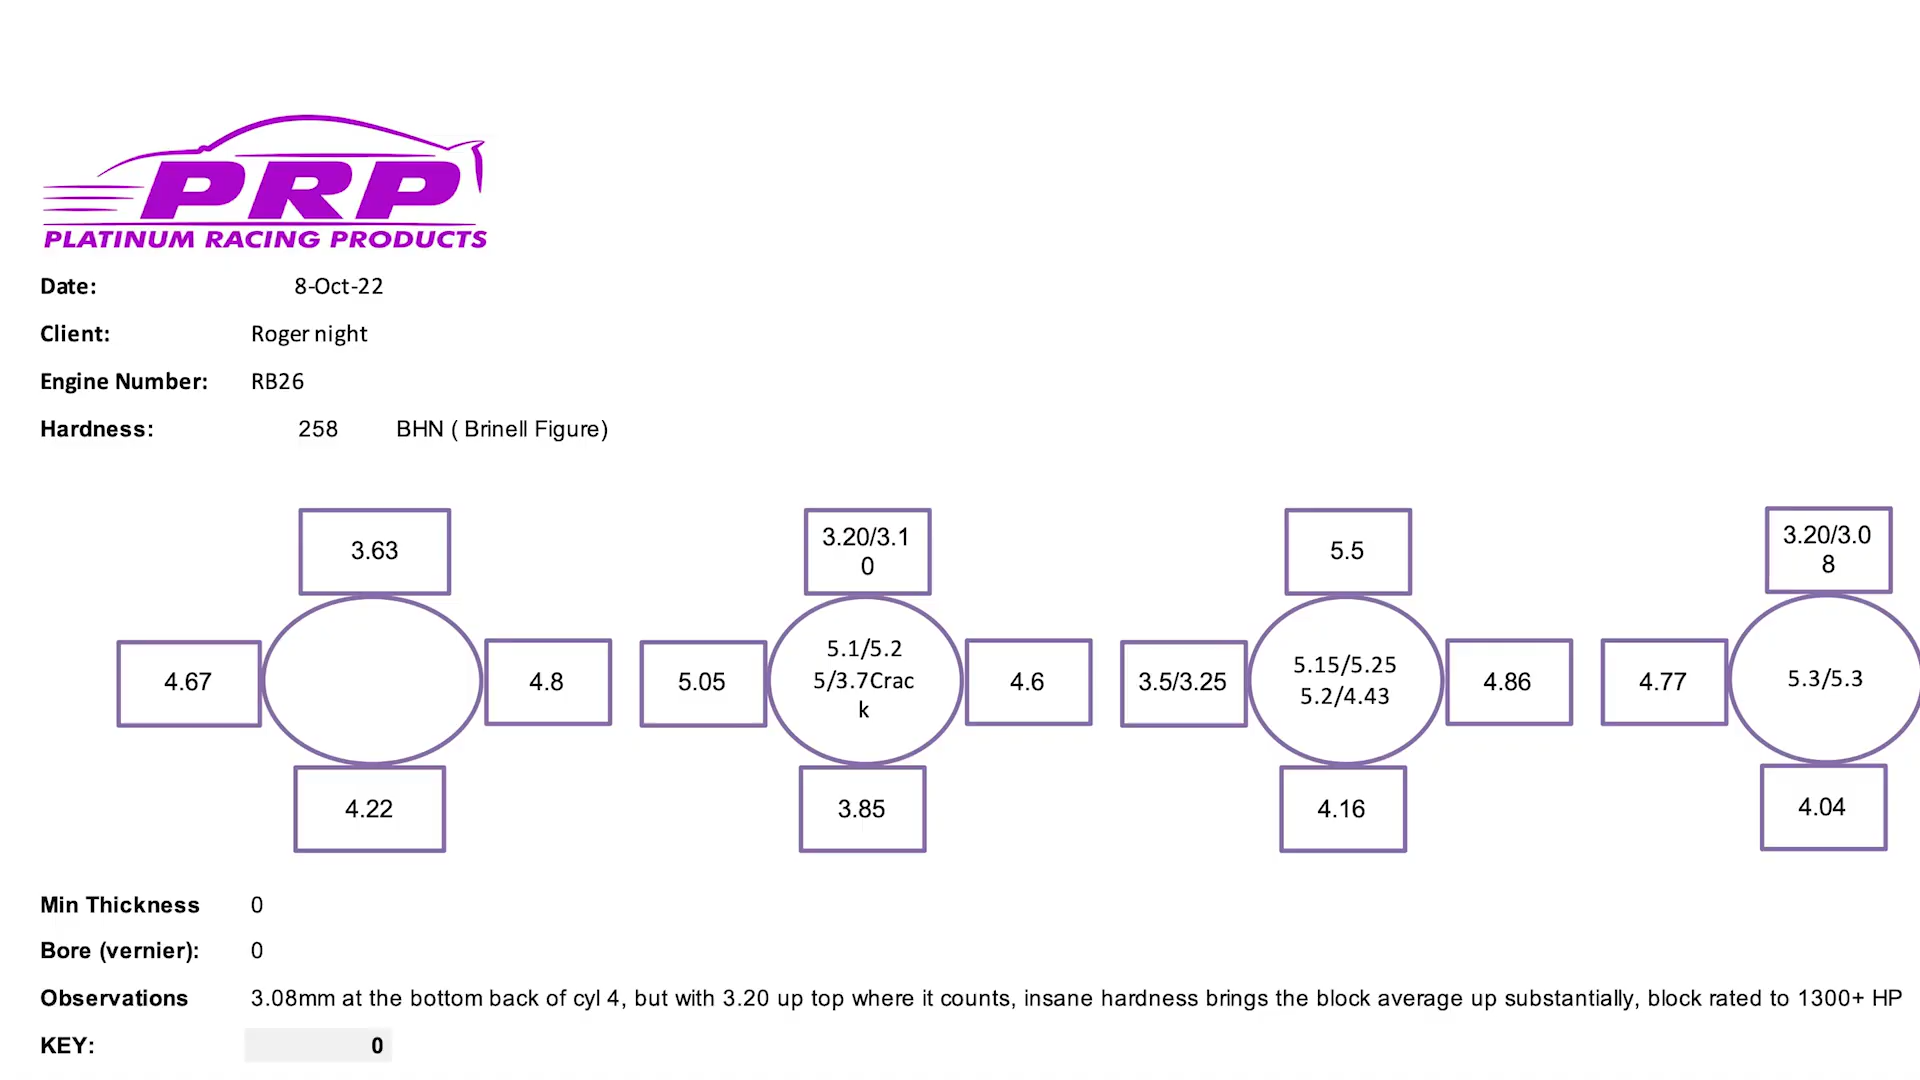 PRP
PLATINUM RACING PRODUCTS
Date: 8-Oct-22
Client: Roger night
Engine Number: RB26
Hardness: 258 BHN ( Brinell Figure)
3.63
4.67
4.8
4.22
3.20/3.1
0
5.05
5.1/5.2
5/3.7Crac
k
4.6
3.85
5.5
3.5/3.25
5.15/5.25
5.2/4.43
4.86
4.16
3.20/3.0
8
4.77
5.3/5.3
4.04
Min Thickness 0
Bore (vernier): 0
Observations 3.08mm at the bottom back of cyl 4, but with 3.20 up top where it counts, insane hardness brings the block average up substantially, block rated to 1300+ HP
KEY: 0